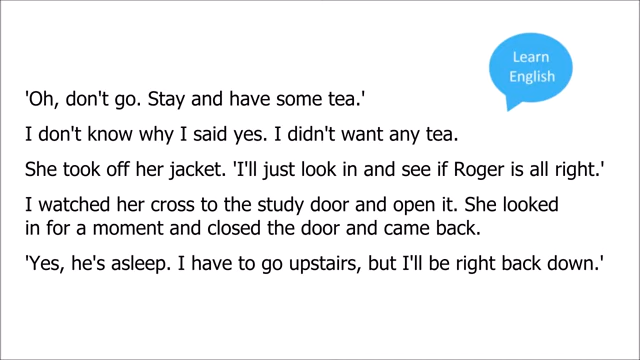 Learn
English
'Oh, don't go. Stay and have some tea.'
I don't know why I said yes. I didn't want any tea.
She took off her jacket. 'I'll just look in and see if Roger is all right.'
I watched her cross to the study door and open it. She looked
in for a moment and closed the door and came back.
'Yes, he's asleep. I have to go upstairs, but I'll be right back down.'